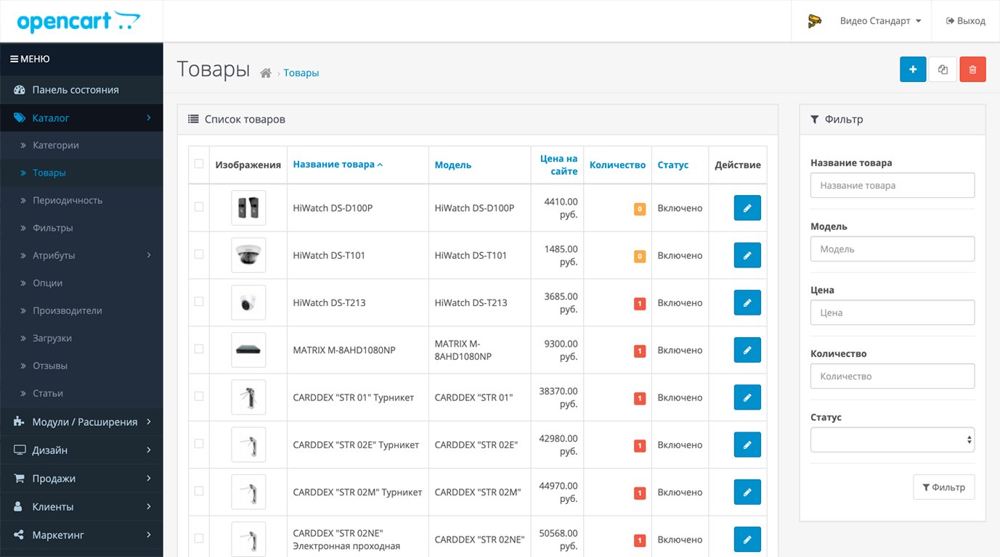 opencart
Видео Стандарт
Выход
МЕНЮ
Панель состояния
Каталог
Категории
Товары
Периодичность
Фильтры
Атрибуты
Опции
Производители
Загрузки
Отзывы
Статьи
Модули / Расширения
Дизайн
Продажи
Клиенты
Маркетинг
Товары
› Товары
Список товаров
Изображения
Название товара
Модель
Цена на
сайте
Количество
Статус
Действие
HiWatch DS-D100P
HiWatch DS-D100P
4410.00
руб.
0
Включено
HiWatch DS-T101
HiWatch DS-T101
1485.00
руб.
0
Включено
HiWatch DS-T213
HiWatch DS-T213
3685.00
руб.
1
Включено
MATRIX M-8AHD1080NP
MATRIX M-
8AHD1080NP
9300.00
руб.
1
Включено
CARDDEX "STR 01" Турникет
CARDDEX "STR 01"
38370.00
руб.
1
Включено
CARDDEX "STR 02E" Турникет
CARDDEX "STR 02E"
42980.00
руб.
1
Включено
CARDDEX "STR 02M" Турникет
CARDDEX "STR 02M"
44970.00
руб.
1
Включено
CARDDEX "STR 02NE"
Электронная проходная
CARDDEX "STR 02NE"
50568.00
руб.
1
Включено
Фильтр
Название товара
Название товара
Модель
Модель
Цена
Цена
Количество
Количество
Статус
Фильтр